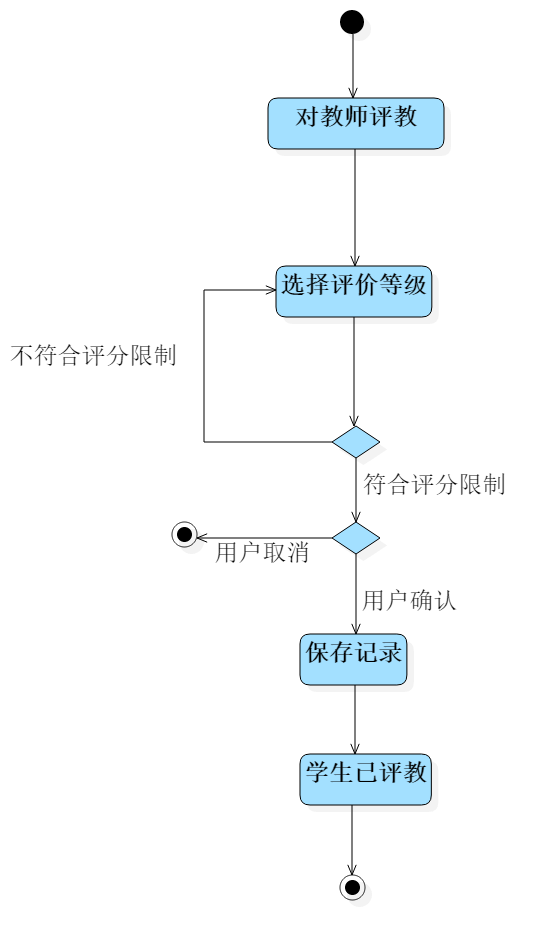 对教师评教
选择评价等级
不符合评分限制
符合评分限制
用户取消
用户确认
保存记录
学生已评教